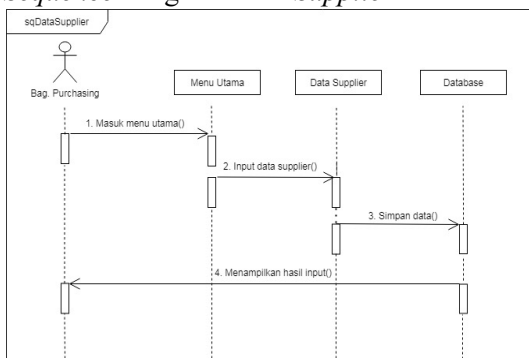 sqDataSupplier
Bag. Purchasing
Menu Utama
Data Supplier
Database
1. Masuk menu utama()
2. Input data supplier()
3. Simpan data()
4. Menampilkan hasil input()